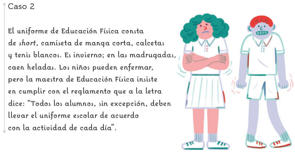 Caso 2
El uniforme de Educación Física consta
de short, camiseta de manga corta, calcetas
y tenis blancos. Es invierno; en las madrugadas,
caen heladas. Los niños pueden enfermar,
pero la maestra de Educación Física insiste
en cumplir con el reglamento que a la letra
dice: "Todos los alumnos, sin excepción, deben
llevar el uniforme escolar de acuerdo
con la actividad de cada día".